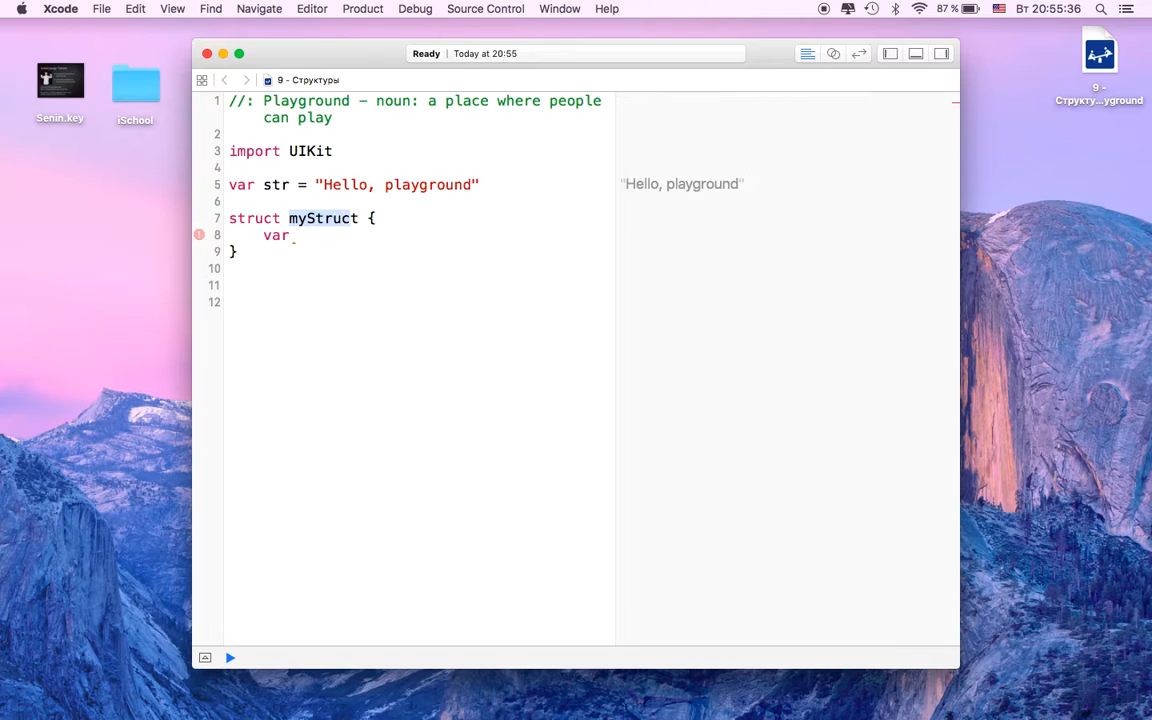 Xcode File Edit View Find Navigate Editor Product Debug Source Control Window Help 87 % Вт 20:55:36
Ready | Today at 20:55
9 - Структуры
1 //: Playground – noun: a place where people
can play
2
3 import UIKit
4
5 var str = "Hello, playground"
"Hello, playground"
6
7 struct myStruct {
8 var
9 }
10
11
12
Senin.key
iSchool
9 -
Структу...yground